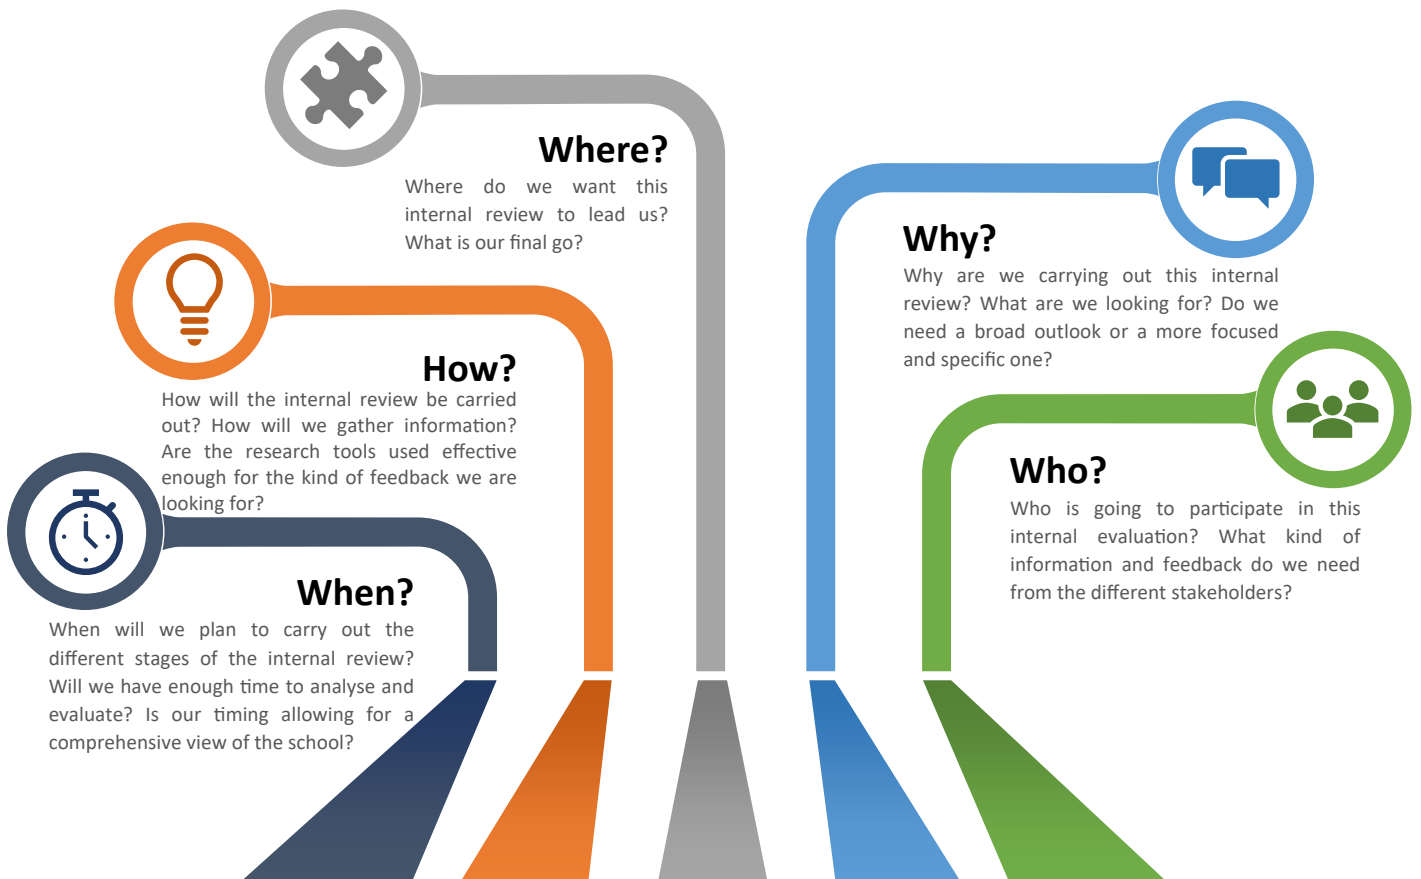 Where?
Where do we want this
internal review to lead us?
What is our final go?
How?
How will the internal review be carried
out? How will we gather information?
Are the research tools used effective
enough for the kind of feedback we are
looking for?
When?
When will we plan to carry out the
different stages of the internal review?
Will we have enough time to analyse and
evaluate? Is our timing allowing for a
comprehensive view of the school?
Why?
Why are we carrying out this internal
review? What are we looking for? Do we
need a broad outlook or a more focused
and specific one?
Who?
Who is going to participate in this
internal evaluation? What kind of
information and feedback do we need
from the different stakeholders?